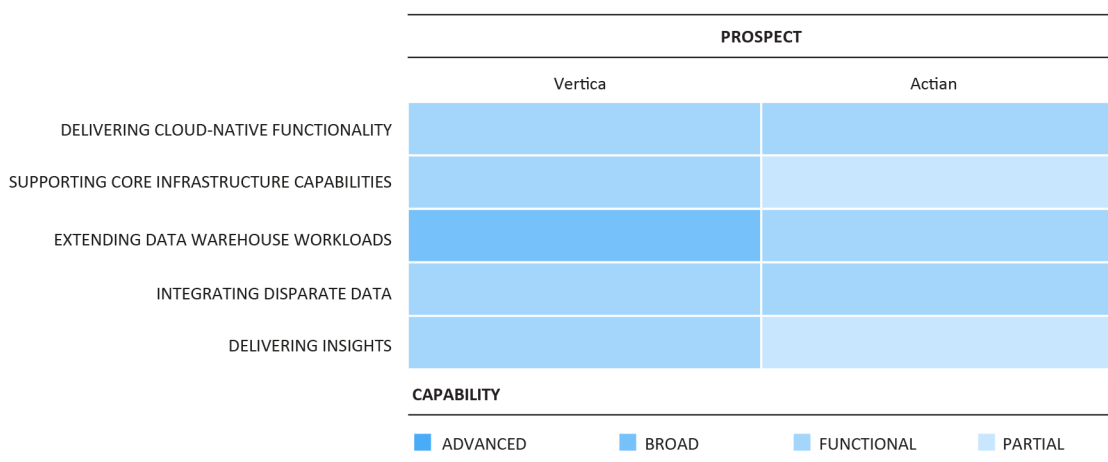 PROSPECT
Vertica Actian
DELIVERING CLOUD-NATIVE FUNCTIONALITY
SUPPORTING CORE INFRASTRUCTURE CAPABILITIES
EXTENDING DATA WAREHOUSE WORKLOADS
INTEGRATING DISPARATE DATA
DELIVERING INSIGHTS
CAPABILITY
ADVANCED BROAD FUNCTIONAL PARTIAL